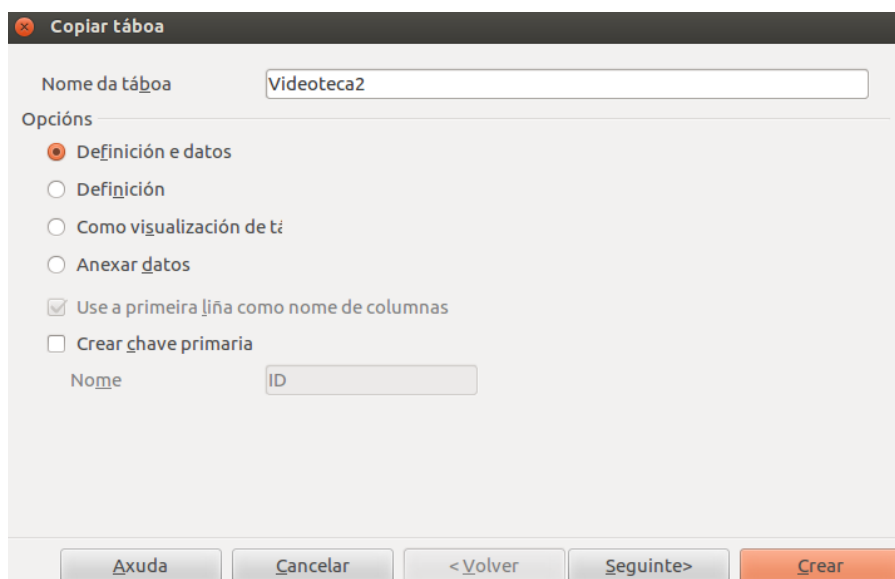 Copiar táboa
Nome da táboa Videoteca2
Opcións
Definición e datos
Definición
Como visualización de tá
Anexar datos
Use a primeira liña como nome de columnas
Crear chave primaria
Nome ID
Axuda Cancelar < Volver Seguinte> Crear